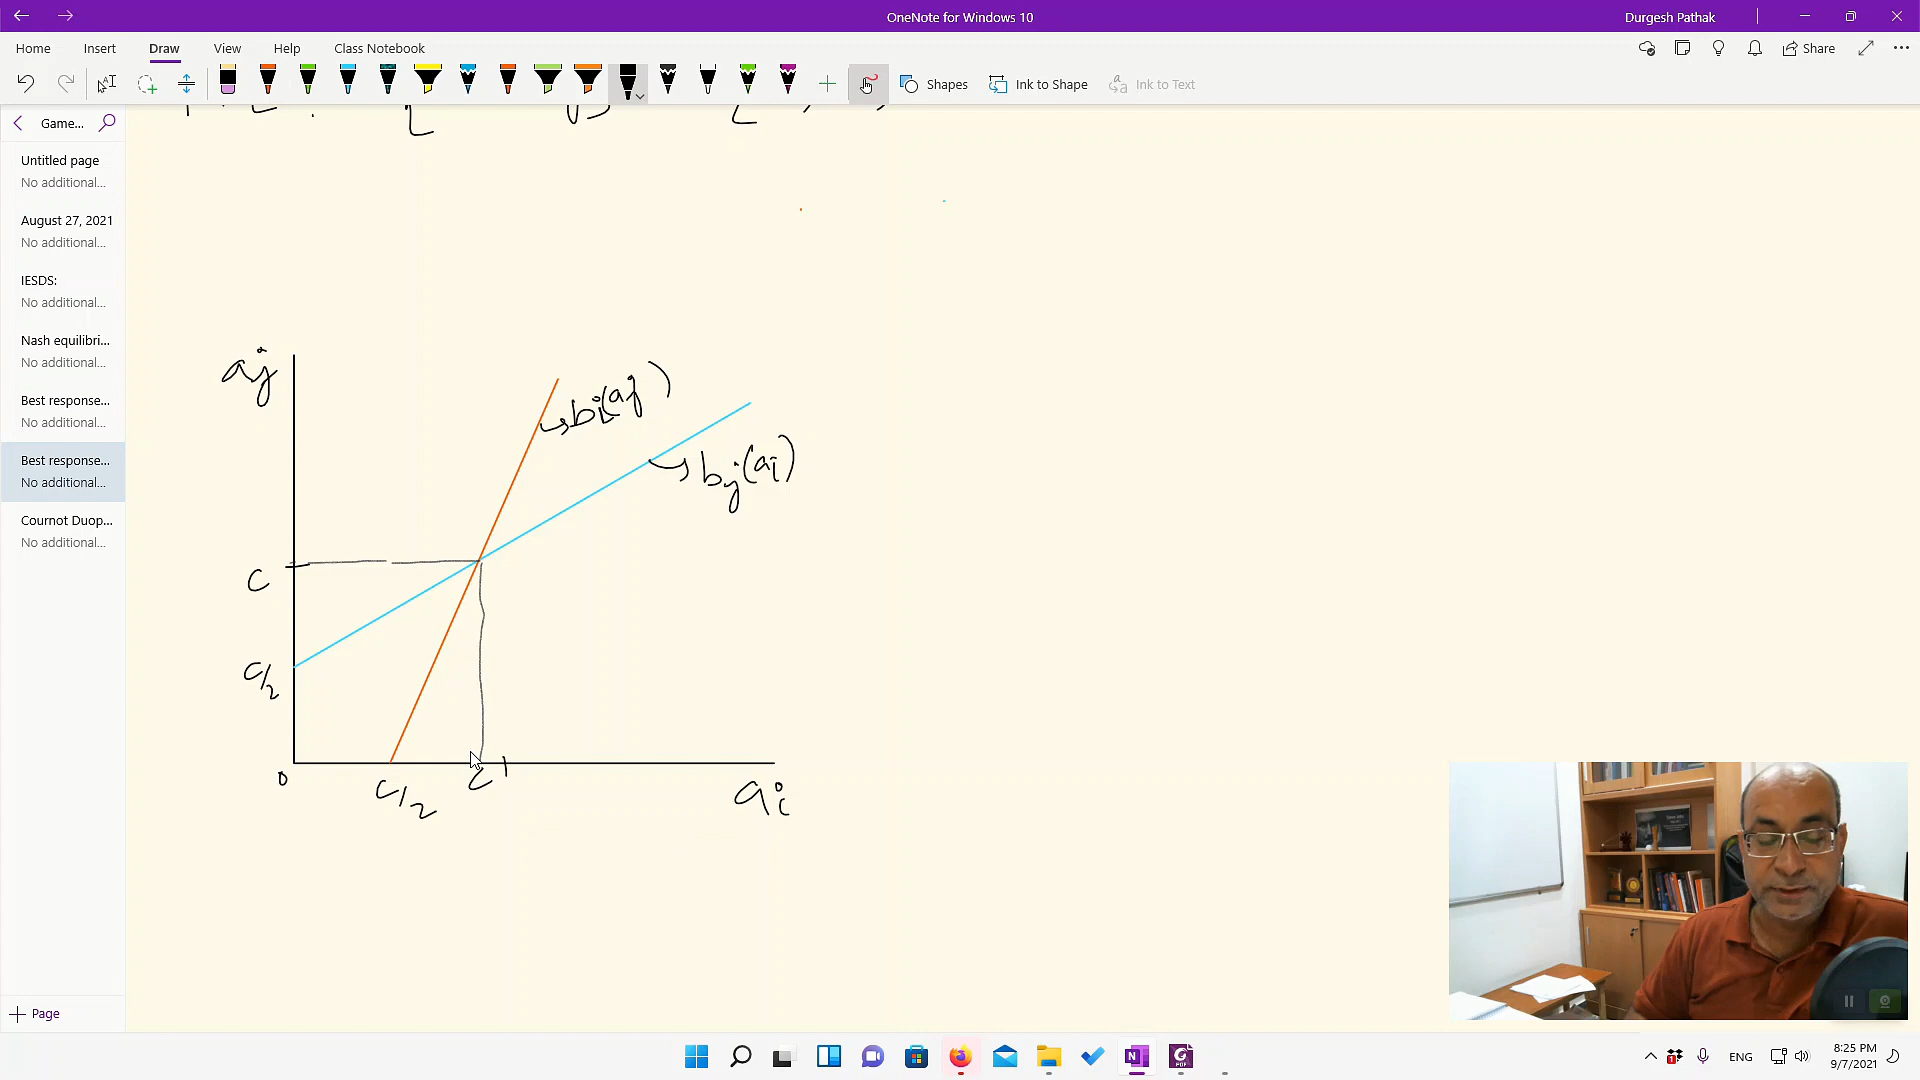 OneNote for Windows 10
Durgesh Pathak
Home Insert Draw View Help Class Notebook
Share
Shapes
Ink to Shape
Ink to Text
Game...
Untitled page
No additional...
August 27, 2021
No additional...
IESDS:
No additional...
Nash equilibri...
No additional...
Best response...
No additional...
Best response...
No additional...
Cournot Duop...
No additional...
Page
aj
bi(aj)
bj(ai)
c
c/2
0
c/2
c
ai
ENG
8:25 PM
9/7/2021